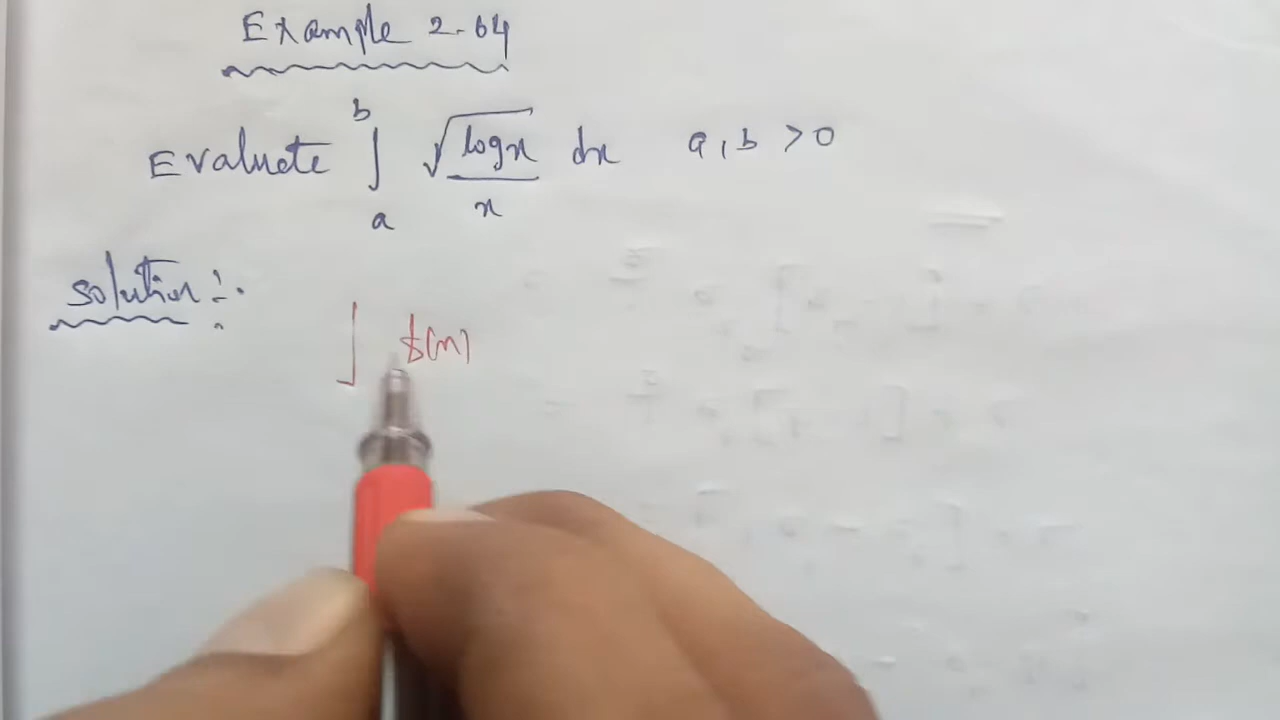 Example 2.64
Evaluate ∫_a^b √(log x)/x dx a, b > 0
Solution :-
∫ f(x)